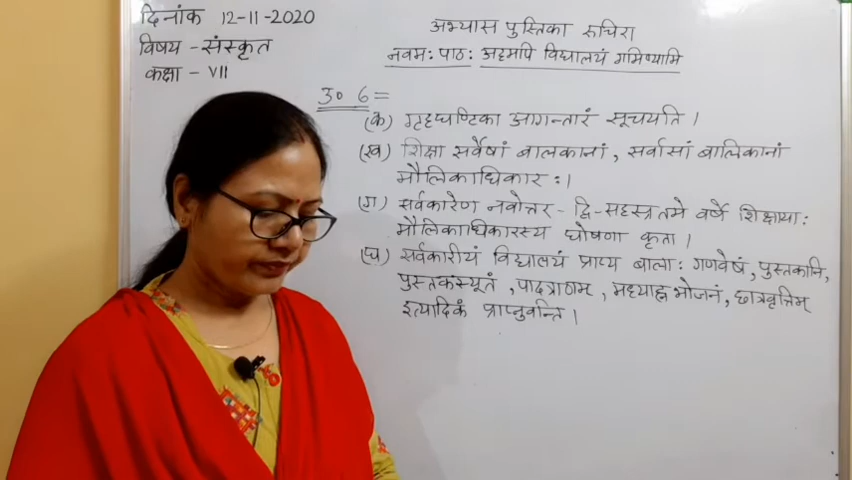 दिनांक 12-11-2020
विषय - संस्कृत
कक्षा - VII
अभ्यास पुस्तिका रुचिरा
नवमः पाठः अहमपि विद्यालयं गमिष्यामि
उ० 6 =
(क) गृहघण्टिका आगन्तारं सूचयति ।
(ख) शिक्षा सर्वेषां बालकानां, सर्वासां बालिकानां
मौलिकाधिकारः ।
(ग) सर्वकारेण नवोत्तर - द्वि - सहस्रतमे वर्षे शिक्षायाः
मौलिकाधिकारस्य घोषणा कृता ।
(घ) सर्वकारीयं विद्यालयं प्राप्य बालाः गणवेषं, पुस्तकानि,
पुस्तकस्यूतं, पादत्राणम्, मध्याह्न भोजनं, छात्रवृत्तिम्
इत्यादिकं प्राप्नुवन्ति ।